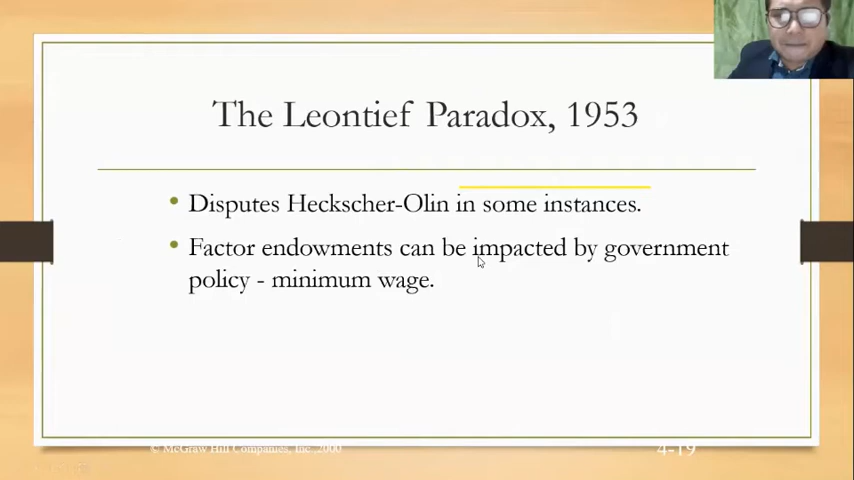 The Leontief Paradox, 1953
• Disputes Heckscher-Olin in some instances.
• Factor endowments can be impacted by government
policy - minimum wage.
© McGraw Hill Companies, Inc.,2000
4-19